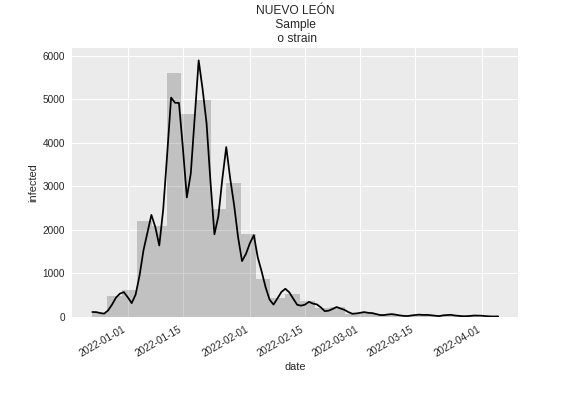 NUEVO LEÓN
Sample
o strain
6000
5000
4000
3000
2000
1000
0
infected
2022-01-01
2022-01-15
2022-02-01
2022-02-15
2022-03-01
2022-03-15
2022-04-01
date